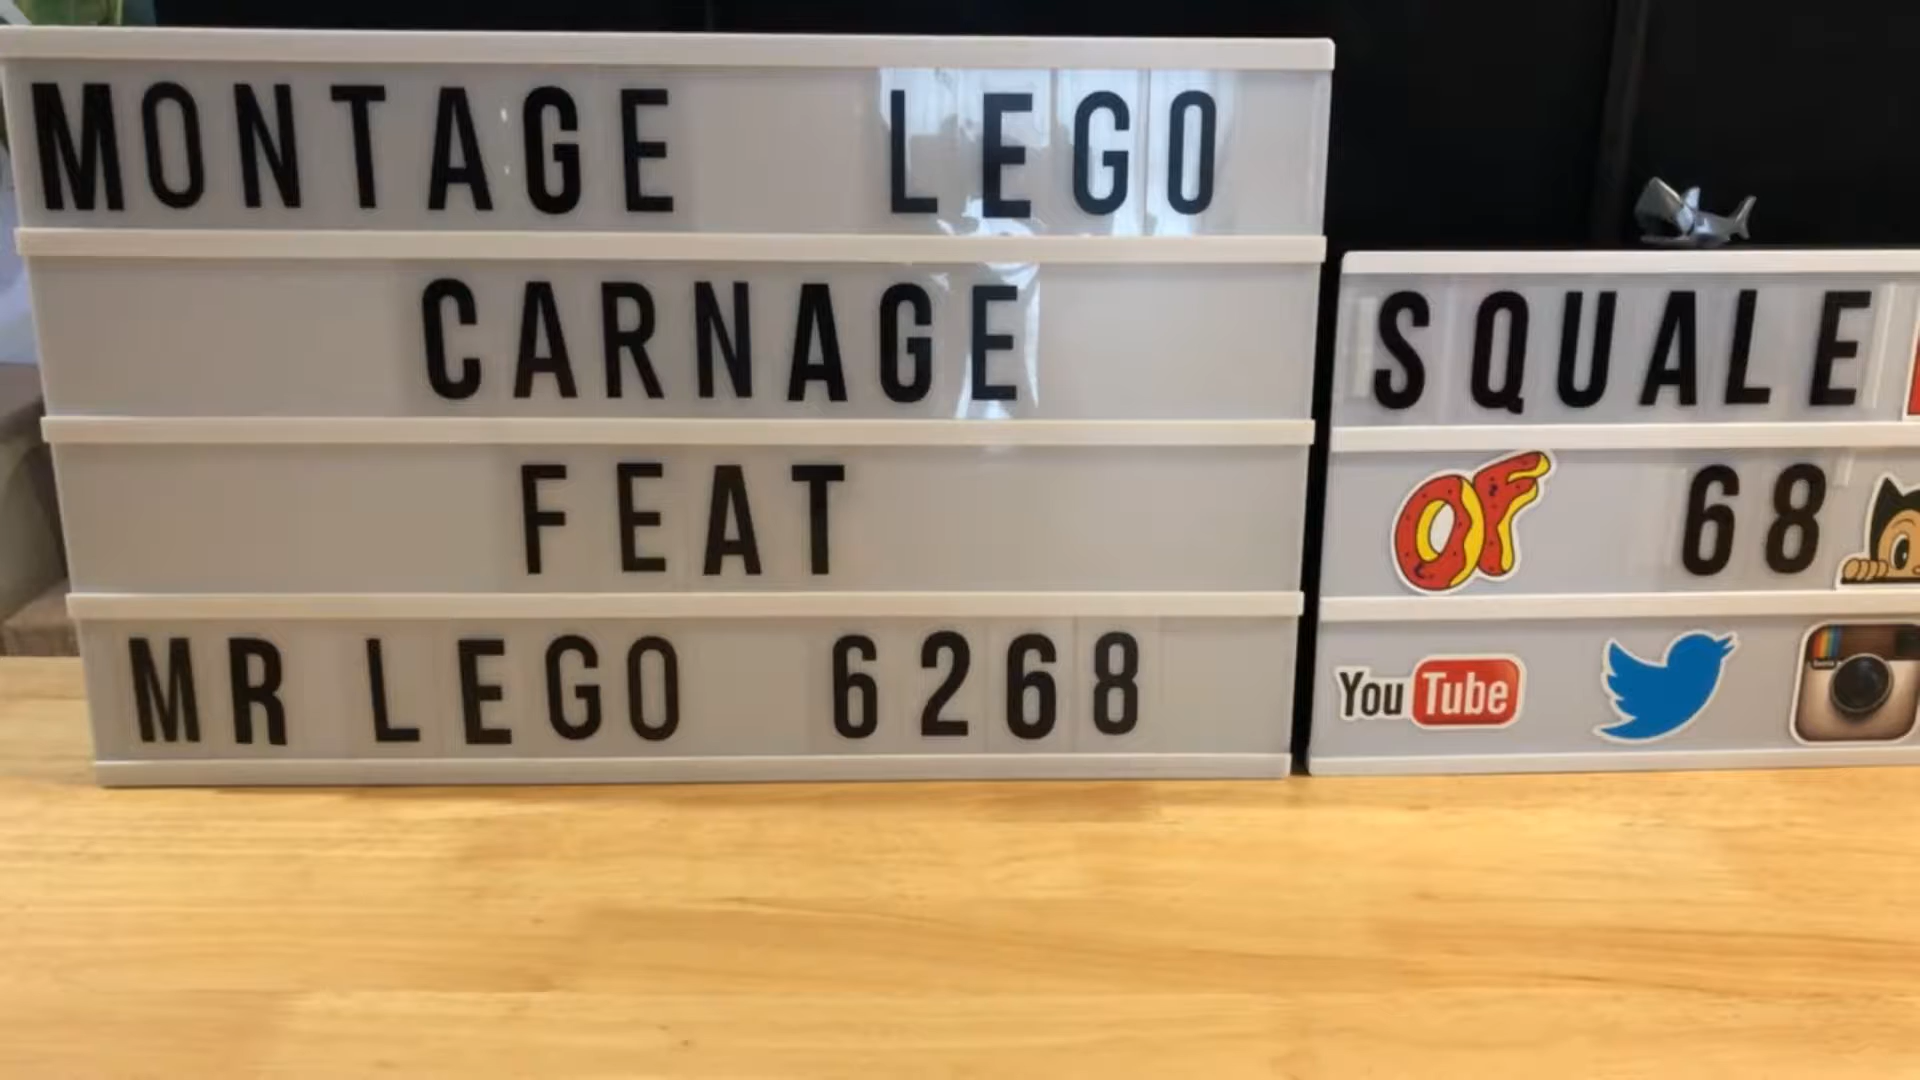 MONTAGE LEGO
CARNAGE
FEAT
MR LEGO 6268
SQUALE
OF 68
YouTube